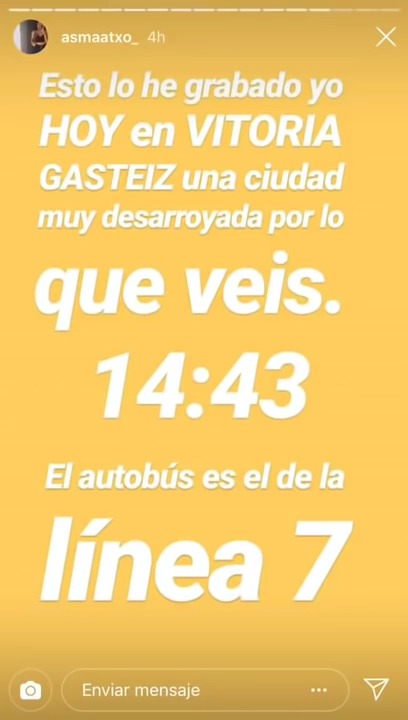 asmaatxo_ 4h
Esto lo he grabado yo
HOY en VITORIA
GASTEIZ una ciudad
muy desarroyada por lo
que veis.
14:43
El autobús es el de la
línea 7
Enviar mensaje